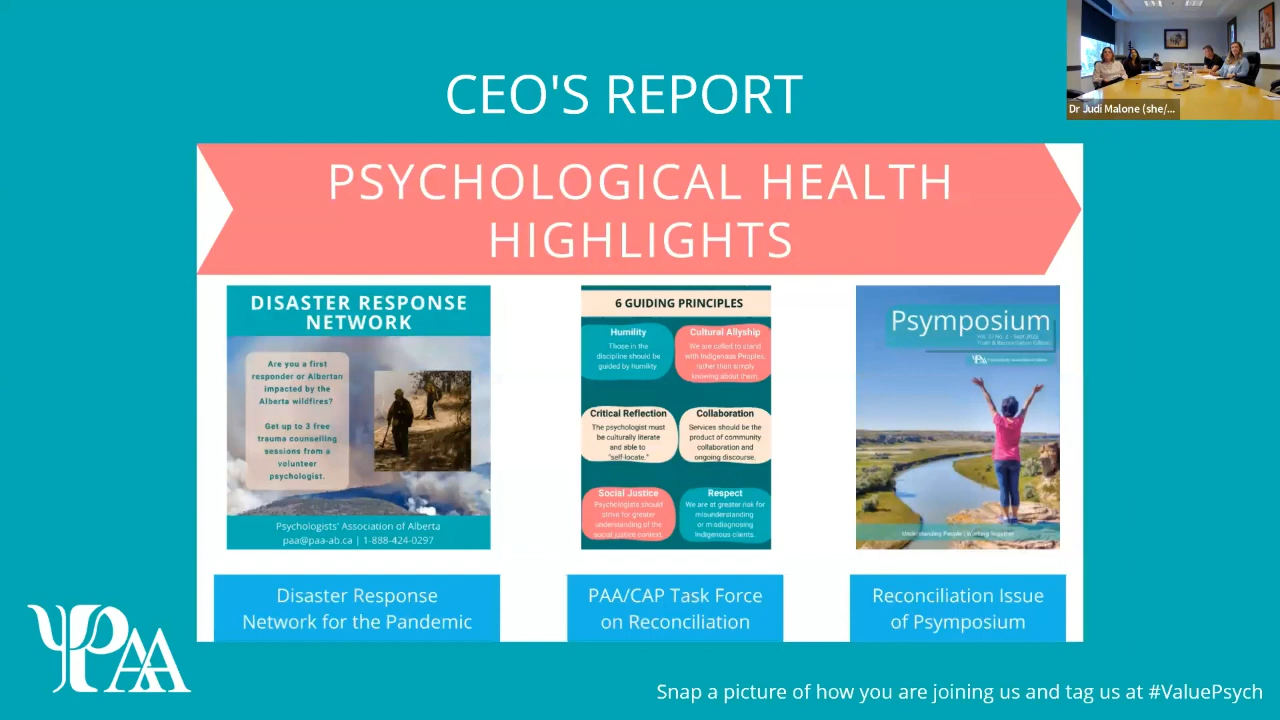 CEO'S REPORT
Dr Judi Malone (she/...
PSYCHOLOGICAL HEALTH
HIGHLIGHTS
DISASTER RESPONSE
NETWORK
Are you a first
responder or Albertan
impacted by the
Alberta wildfires?
Get up to 3 free
trauma counselling
sessions from a
volunteer
psychologist.
Psychologists' Association of Alberta
paa@paa-ab.ca | 1-888-424-0297
6 GUIDING PRINCIPLES
Humility
Those in the
discipline should be
guided by humility
Cultural Allyship
We are called to stand
with Indigenous Peoples,
rather then simply
knowing about them
Critical Reflection
The psychologist must
be culturally literate
and able to
"self-locate."
Collaboration
Services should be the
product of community
collaboration and
ongoing discourse.
Social Justice
Psychologists should
strive for greater
understanding of the
social justice context.
Respect
We are at greater risk for
misunderstanding
or misdiagnosing
Indigenous clients.
Psymposium
Truth & Reconciliation
Understanding People | Working Together
Disaster Response
Network for the Pandemic
PAA/CAP Task Force
on Reconciliation
Reconciliation Issue
of Psymposium
PAA
Snap a picture of how you are joining us and tag us at #ValuePsych